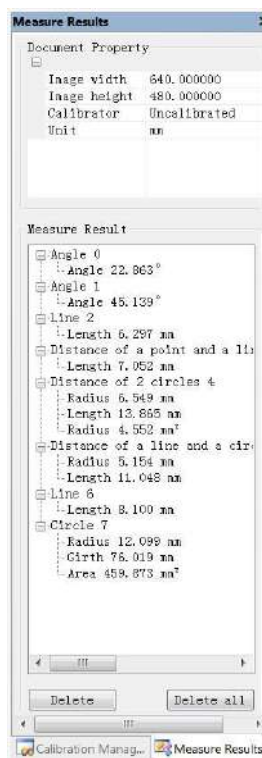 Measure Results
Document Property
Image width 640.000000
Image height 480.000000
Calibrator Uncalibrated
Unit mm
Measure Result
Angle 0
Angle 22.863°
Angle 1
Angle 45.139°
Line 2
Length 6.297 mm
Distance of a point and a li
Length 7.052 mm
Distance of 2 circles 4
Radius 6.549 mm
Length 13.865 mm
Radius 4.552 mm²
Distance of a line and a cir
Radius 5.154 mm
Length 11.048 mm
Line 6
Length 8.100 mm
Circle 7
Radius 12.099 mm
Girth 76.019 mm
Area 459.873 mm²
Delete Delete all
Calibration Manag... Measure Results